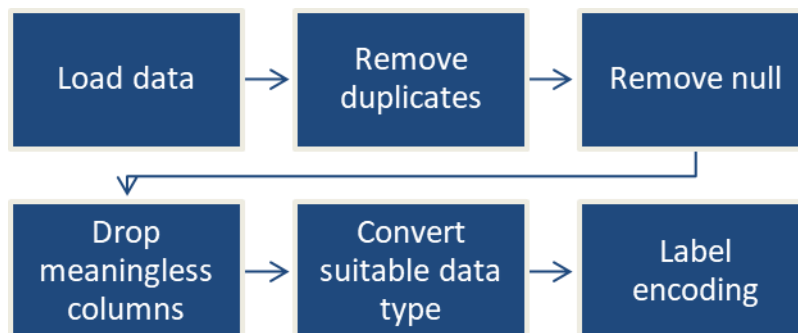 Load data
Remove
duplicates
Remove null
Drop
meaningless
columns
Convert
suitable data
type
Label
encoding